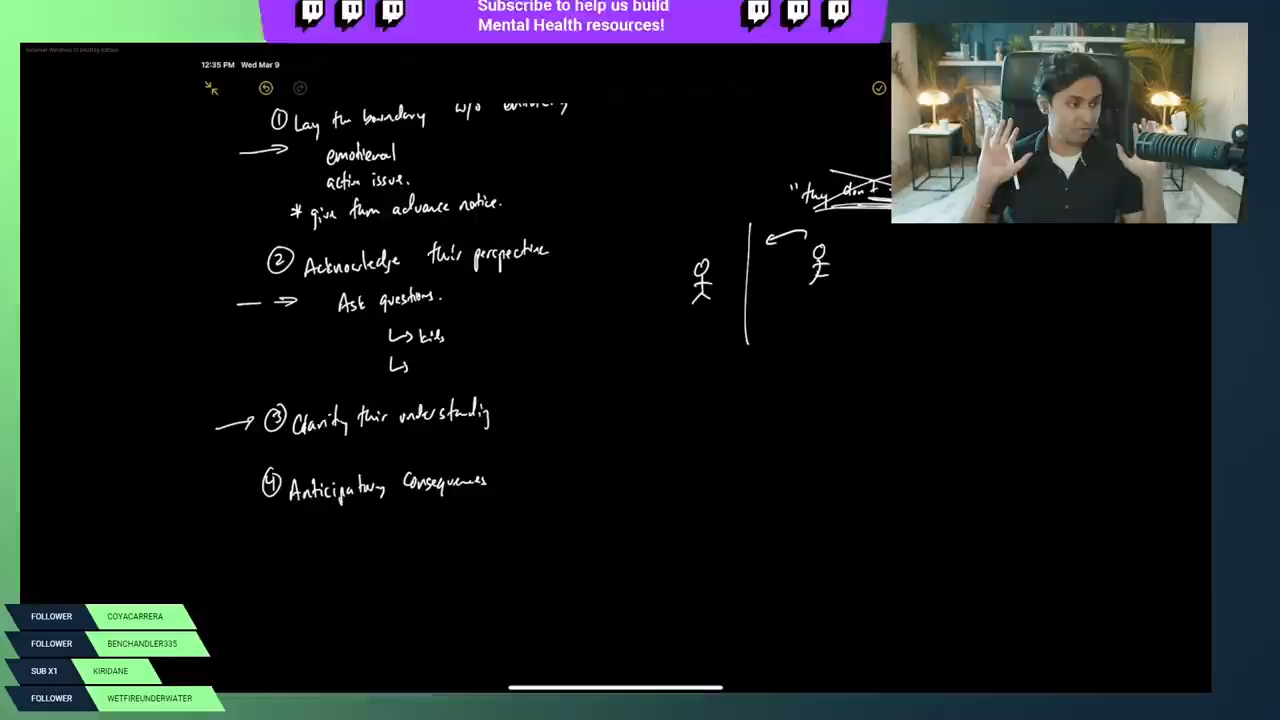 Subscribe to help us build
Mental Health resources!
12:35 PM Wed Mar 9
① Lay the boundary w/o
emotional
action issue.
* give them advance notice.
"they don't
② Acknowledge their perspective
Ask questions.
↳ kids
↳
③ Clarify their understanding
④ Anticipatory consequences
FOLLOWER COYACARRERA
FOLLOWER BENCHANDLER335
SUB X1 KIRIDANE
FOLLOWER WETFIREUNDERWATER